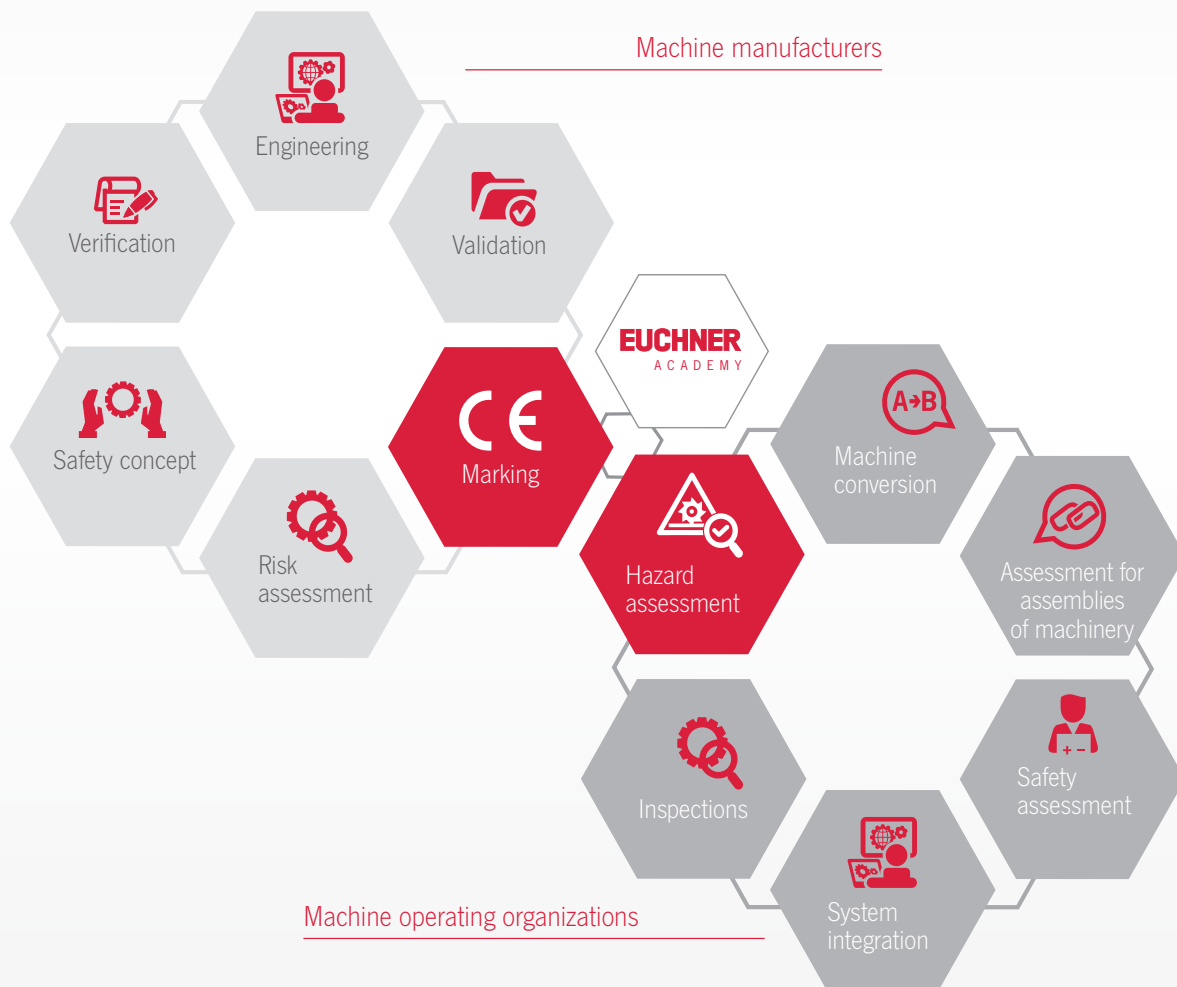 Machine manufacturers
Engineering
Verification
Validation
EUCHNER
ACADEMY
Safety concept
CE
Marking
Risk
assessment
Hazard
assessment
A→B
Machine
conversion
Assessment for
assemblies
of machinery
Inspections
+ −
Safety
assessment
System
integration
Machine operating organizations